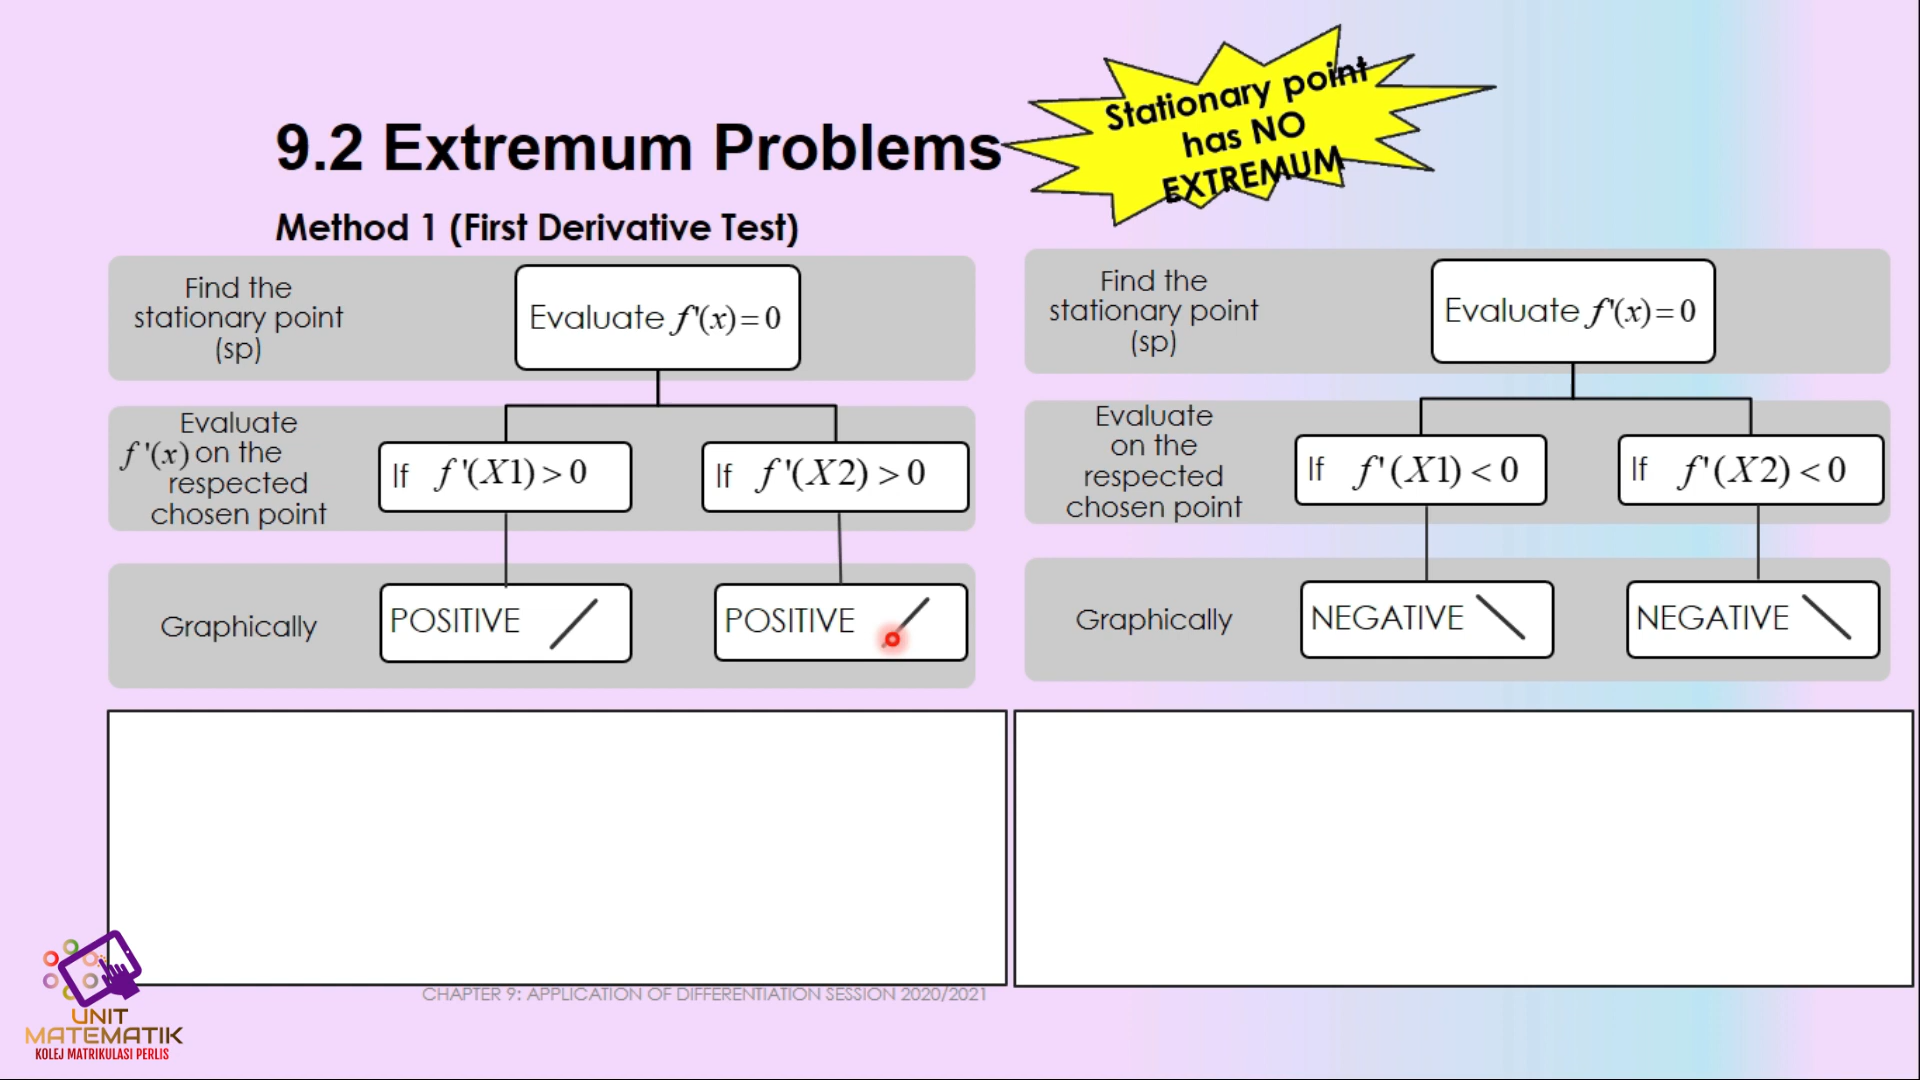 Stationary point
has NO
EXTREMUM
9.2 Extremum Problems
Method 1 (First Derivative Test)
Find the
stationary point
(sp)
Evaluate f'(x)=0
Evaluate
f'(x) on the
respected
chosen point
If f'(X1)>0
If f'(X2)>0
Graphically
POSITIVE
POSITIVE
Find the
stationary point
(sp)
Evaluate f'(x)=0
Evaluate
on the
respected
chosen point
If f'(X1)<0
If f'(X2)<0
Graphically
NEGATIVE
NEGATIVE
CHAPTER 9: APPLICATION OF DIFFERENTIATION SESSION 2020/2021
UNIT
MATEMATIK
KOLEJ MATRIKULASI PERLIS